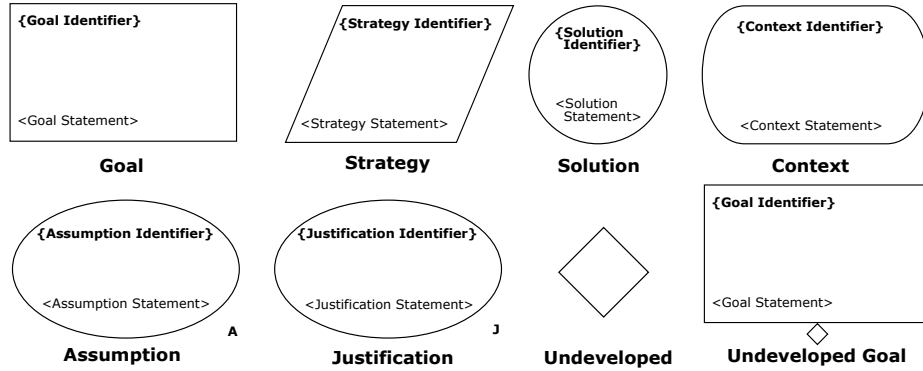 {Goal Identifier}
<Goal Statement>
Goal
{Strategy Identifier}
<Strategy Statement>
Strategy
{Solution
Identifier}
<Solution
Statement>
Solution
{Context Identifier}
<Context Statement>
Context
{Assumption Identifier}
<Assumption Statement>
A
Assumption
{Justification Identifier}
<Justification Statement>
J
Justification
Undeveloped
{Goal Identifier}
<Goal Statement>
Undeveloped Goal